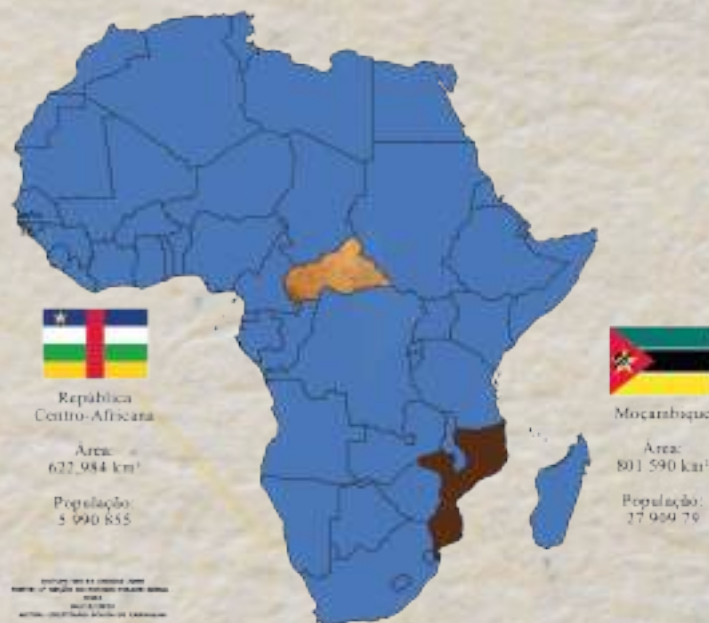 República
Centro-Africana
Área:
622,984 km²
População:
5 990 855
Moçambique
Área:
801 590 km²
População:
27 909 79